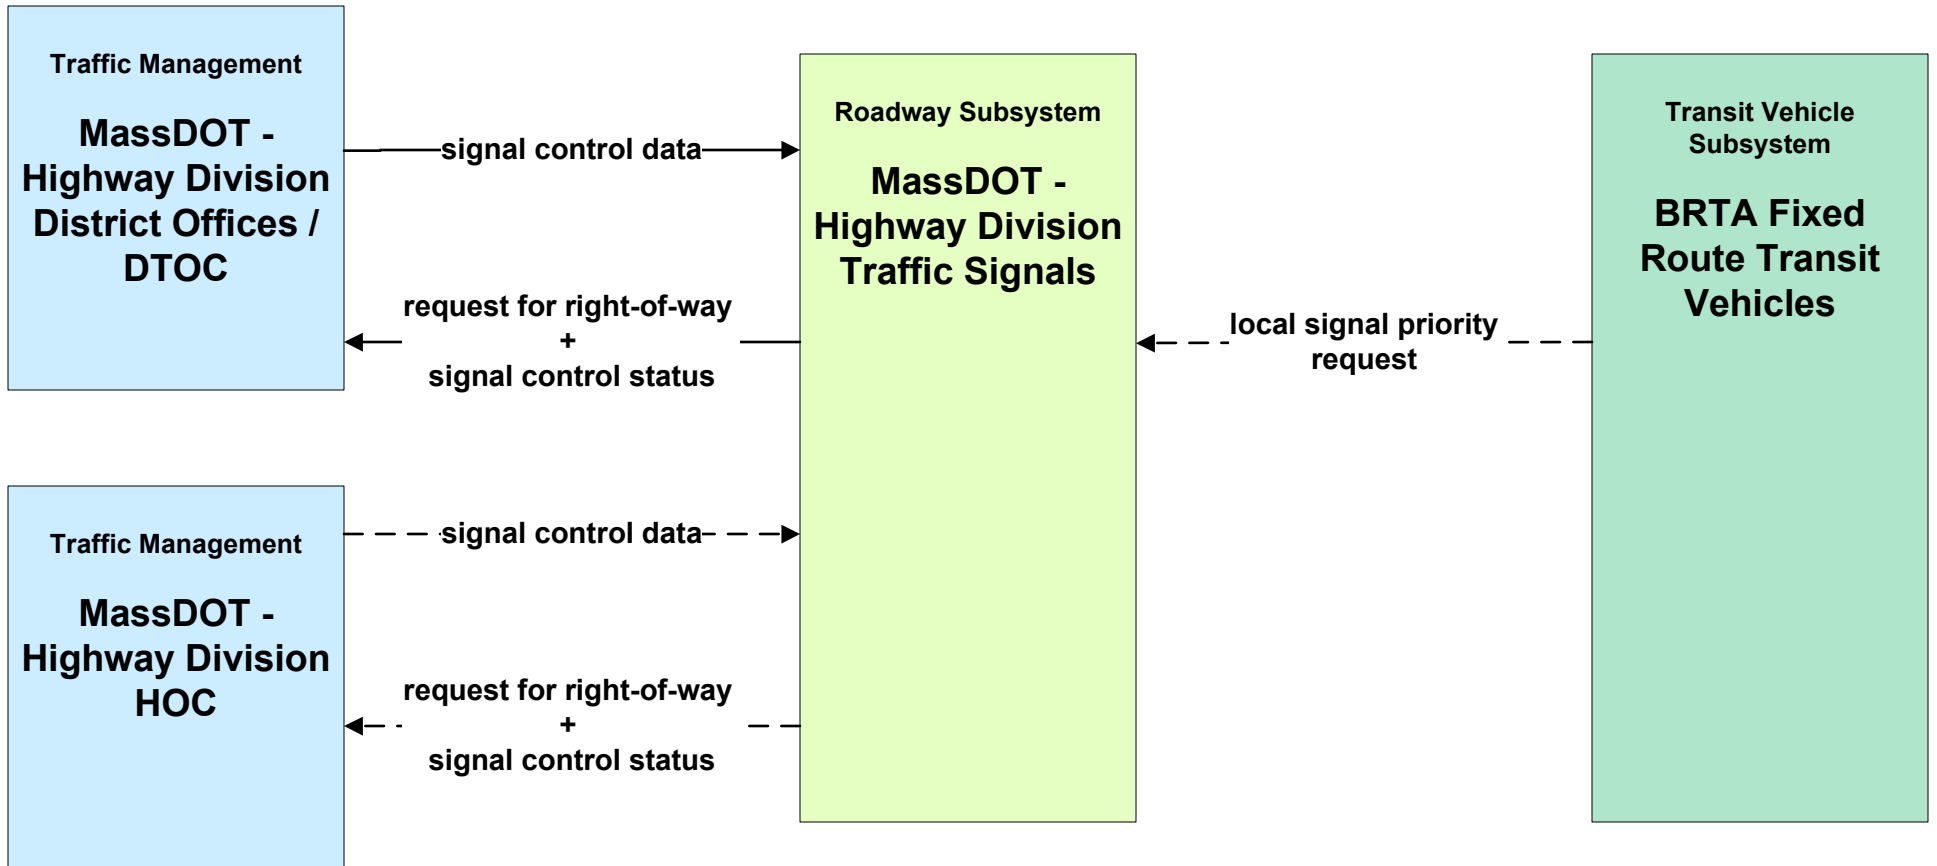 Traffic Management
MassDOT -
Highway Division
District Offices /
DTOC
signal control data
request for right-of-way
+
signal control status
Traffic Management
MassDOT -
Highway Division
HOC
signal control data
request for right-of-way
+
signal control status
Roadway Subsystem
MassDOT -
Highway Division
Traffic Signals
local signal priority
request
Transit Vehicle
Subsystem
BRTA Fixed
Route Transit
Vehicles